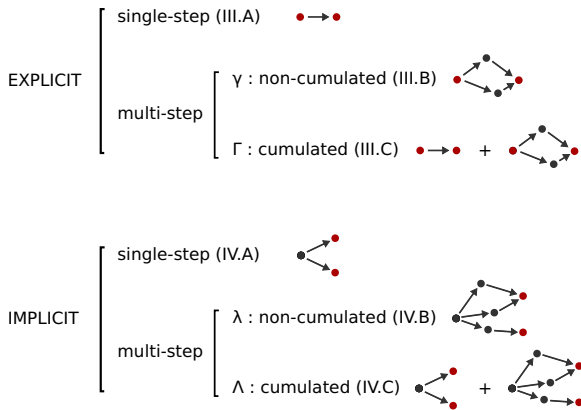 single-step (III.A)
EXPLICIT
γ : non-cumulated (III.B)
multi-step
Γ : cumulated (III.C)
+
single-step (IV.A)
IMPLICIT
λ : non-cumulated (IV.B)
multi-step
Λ : cumulated (IV.C)
+